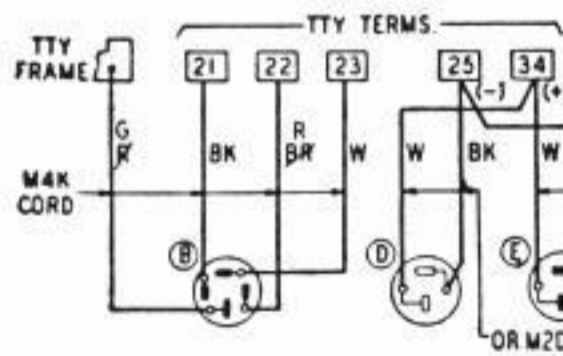 TTY TERMS.
TTY
FRAME
21
22
23
25
34
(-)
(+
G
R
BK
R
BR
W
W
BK
W
M4K
CORD
B
D
E
OR M2